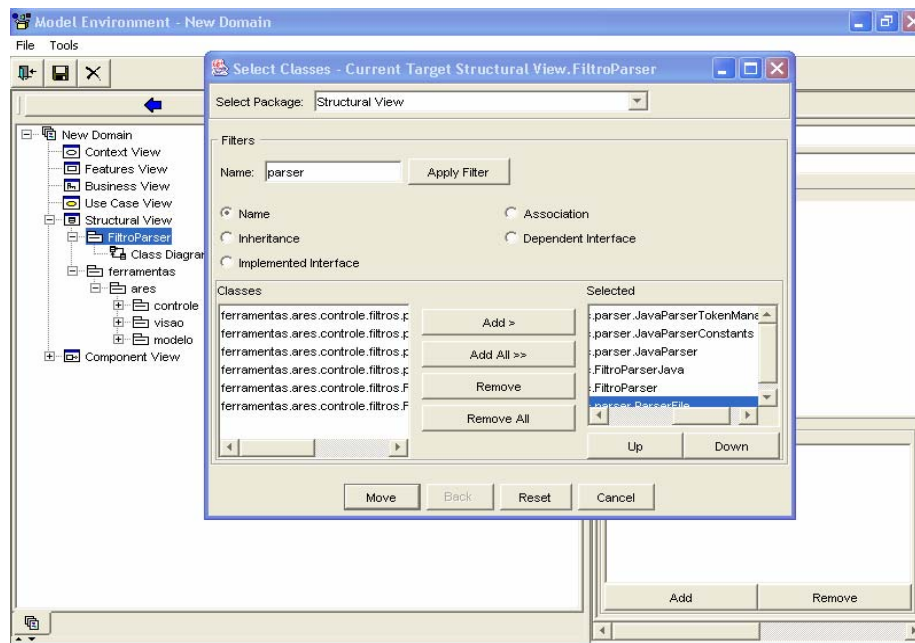 Model Environment - New Domain
File Tools
Select Classes - Current Target Structural View.FiltroParser
Select Package: Structural View
Filters
Name: parser Apply Filter
Name Association
Inheritance Dependent Interface
Implemented Interface
New Domain
Context View
Features View
Business View
Use Case View
Structural View
FiltroParser
Class Diagram
ferramentas
ares
controle
visao
modelo
Component View
Classes
ferramentas.ares.controle.filtros.p
ferramentas.ares.controle.filtros.p
ferramentas.ares.controle.filtros.p
ferramentas.ares.controle.filtros.p
ferramentas.ares.controle.filtros.F
ferramentas.ares.controle.filtros.F
Add >
Add All >>
Remove
Remove All
Selected
.parser.JavaParserTokenMana
.parser.JavaParserConstants
.parser.JavaParser
.FiltroParserJava
.FiltroParser
.parser.ParserFile
Up Down
Move Back Reset Cancel
Add Remove